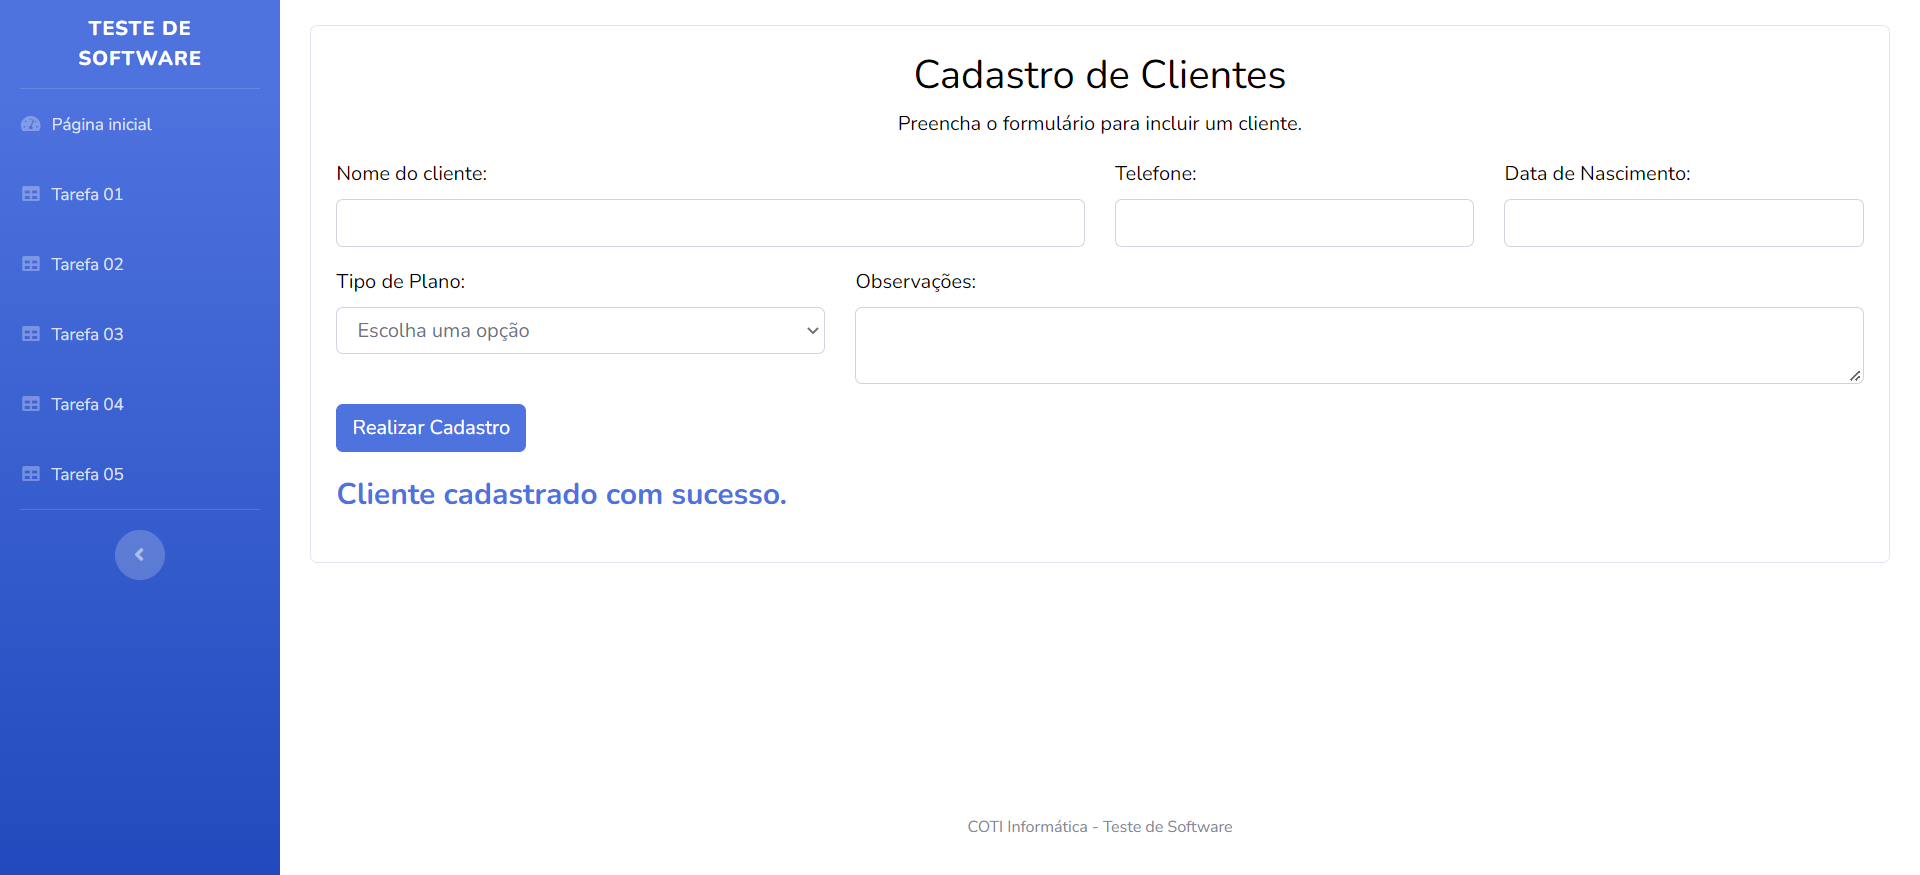 TESTE DE
SOFTWARE
Página inicial
Tarefa 01
Tarefa 02
Tarefa 03
Tarefa 04
Tarefa 05
Cadastro de Clientes
Preencha o formulário para incluir um cliente.
Nome do cliente:
Telefone:
Data de Nascimento:
Tipo de Plano:
Escolha uma opção
Observações:
Realizar Cadastro
Cliente cadastrado com sucesso.
COTI Informática - Teste de Software